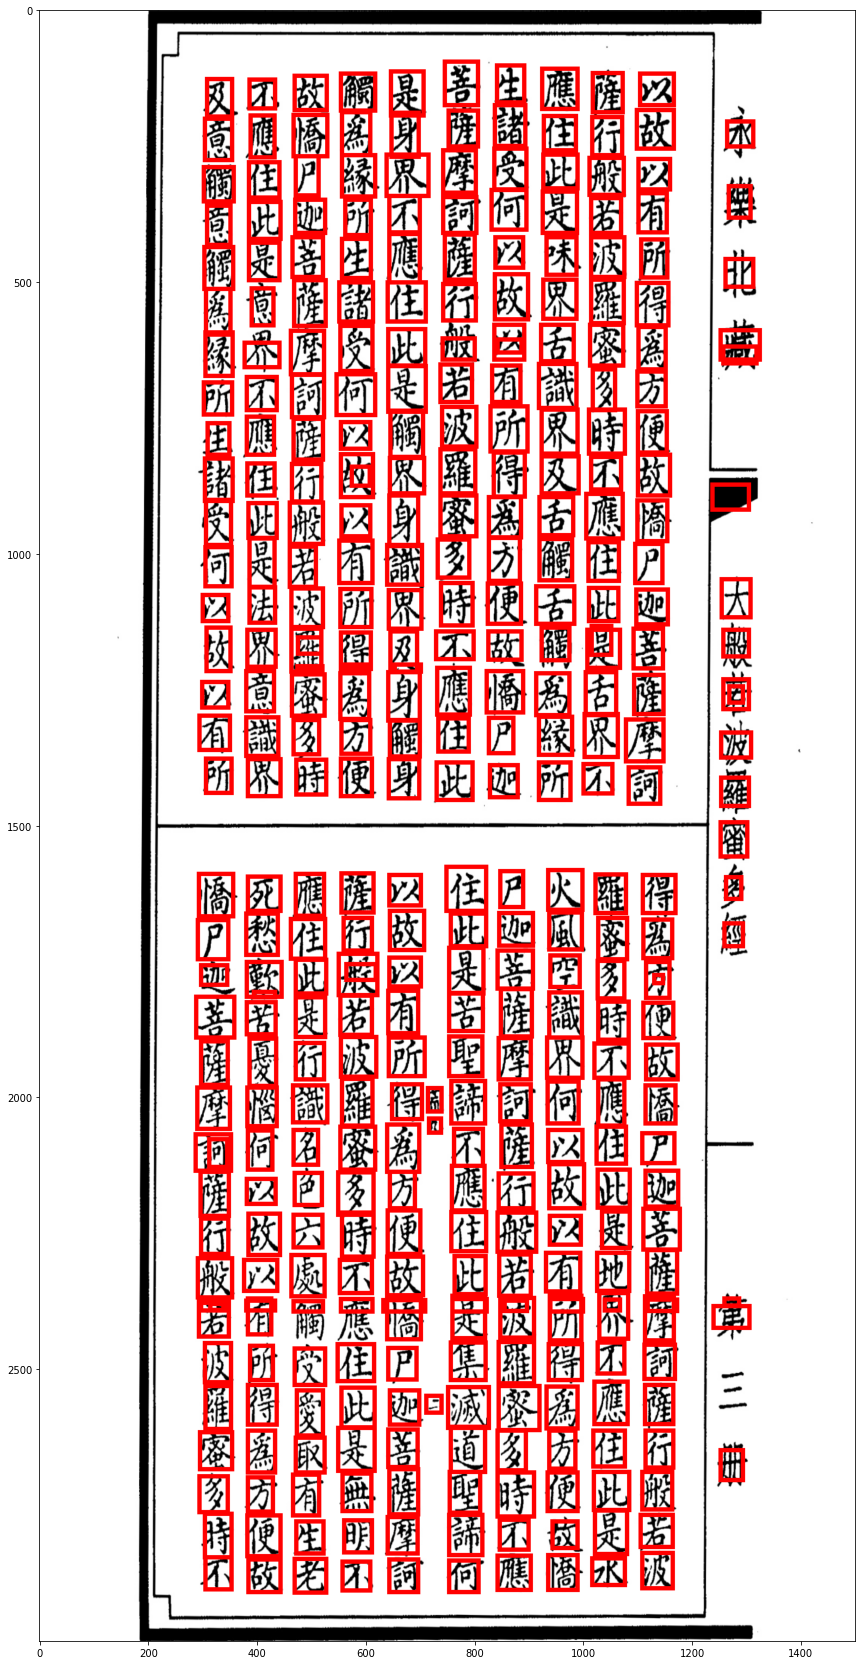 永樂北藏
大般若波羅蜜多經
第三冊
以故以有所得為方便故憍尸迦菩薩摩訶
薩行般若波羅蜜多時不應住此是舌界不
應住此是味界舌識界及舌觸舌觸為緣所
生諸受何以故以有所得為方便故憍尸迦
菩薩摩訶薩行般若波羅蜜多時不應住此
是身界不應住此是觸界身識界及身觸身
觸為緣所生諸受何以故以有所得為方便
故憍尸迦菩薩摩訶薩行般若波羅蜜多時
不應住此是意界不應住此是法界意識界
及意觸意觸為緣所生諸受何以故以有所
得為方便故憍尸迦菩薩摩訶薩行般若波
羅蜜多時不應住此是地界不應住此是水
火風空識界何以故以有所得為方便故憍
尸迦菩薩摩訶薩行般若波羅蜜多時不應
住此是苦聖諦不應住此是集滅道聖諦何
二
以故以有所得為方便故憍尸迦菩薩摩訶
薩行般若波羅蜜多時不應住此是無明不
應住此是行識名色六處觸受愛取有生老
死愁歎苦憂惱何以故以有所得為方便故
憍尸迦菩薩摩訶薩行般若波羅蜜多時不
0
500
1000
1500
2000
2500
0 200 400 600 800 1000 1200 1400